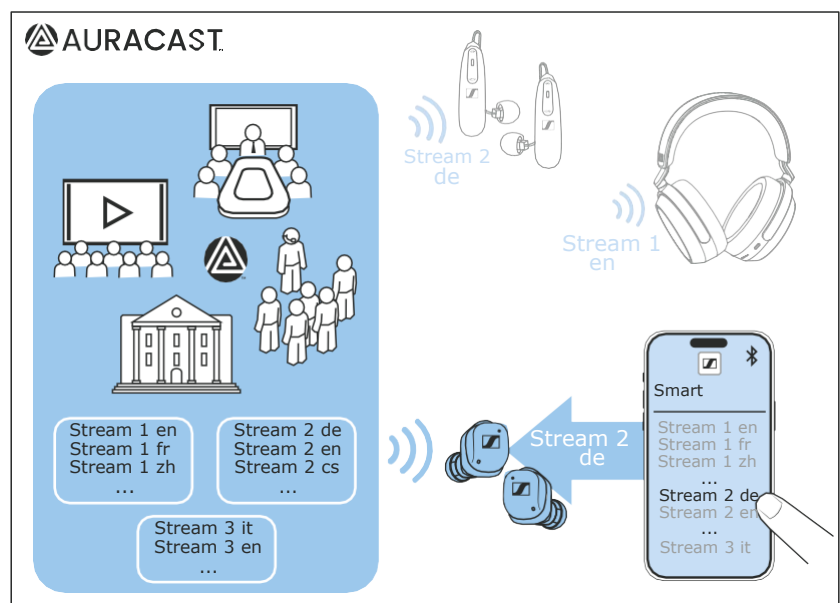 AURACAST™
Stream 2
de
Stream 1
en
Stream 1 en
Stream 1 fr
Stream 1 zh
...
Stream 2 de
Stream 2 en
Stream 2 cs
...
Stream 3 it
Stream 3 en
...
Stream 2
de
Smart
Stream 1 en
Stream 1 fr
Stream 1 zh
...
Stream 2 de
Stream 2 en
...
Stream 3 it